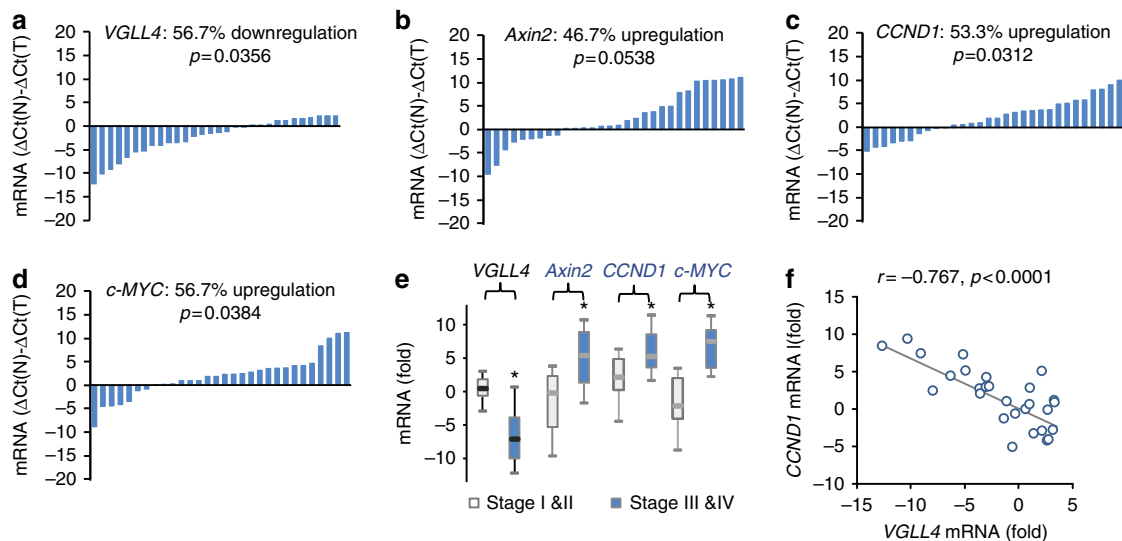 a
VGLL4: 56.7% downregulation
p=0.0356
mRNA (ΔCt(N)-ΔCt(T)
20
15
10
5
0
−5
−10
−15
−20
b
Axin2: 46.7% upregulation
p=0.0538
mRNA (ΔCt(N)-ΔCt(T)
20
15
10
5
0
−5
−10
−15
20
c
CCND1: 53.3% upregulation
p=0.0312
mRNA (ΔCt(N)-ΔCt(T)
20
15
10
5
0
−5
−10
−15
20
d
c-MYC: 56.7% upregulation
p=0.0384
mRNA (ΔCt(N)-ΔCt(T)
20
15
10
5
0
−5
−10
−15
−20
e
VGLL4 Axin2 CCND1 c-MYC
* * * *
mRNA (fold)
10
5
0
−5
−10
Stage I &II Stage III &IV
f
r= −0.767, p<0.0001
CCND1 mRNA l(fold)
15
10
5
0
−5
−10
−15 −10 −5 0 5
VGLL4 mRNA (fold)